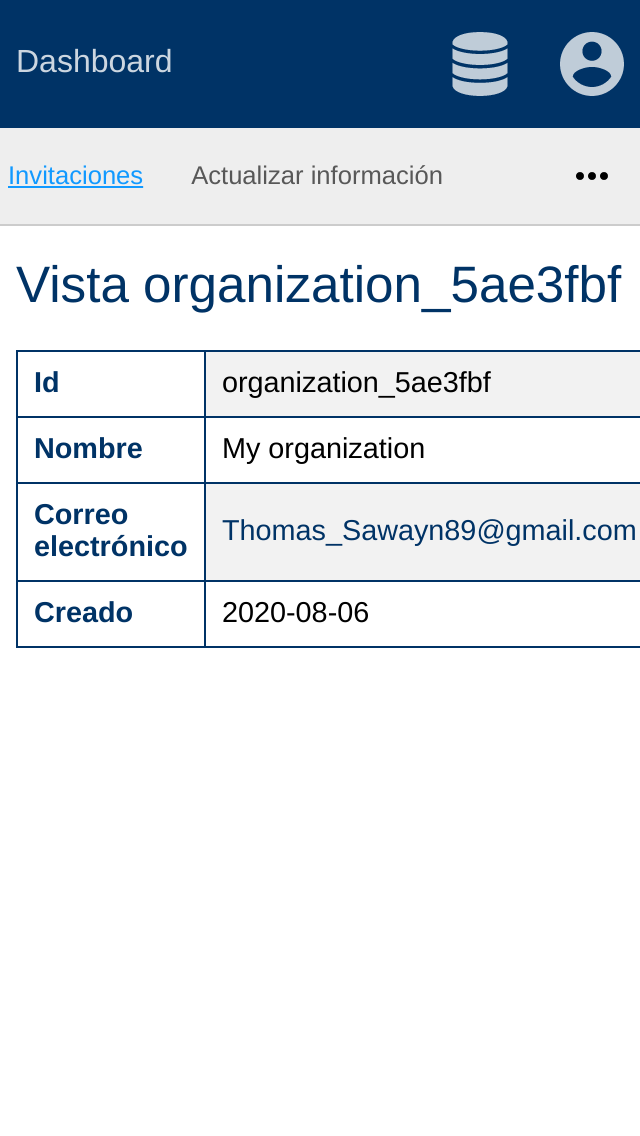 Dashboard
Invitaciones Actualizar información
Vista organization_5ae3fbf
Id organization_5ae3fbf
Nombre My organization
Correo
electrónico Thomas_Sawayn89@gmail.com
Creado 2020-08-06